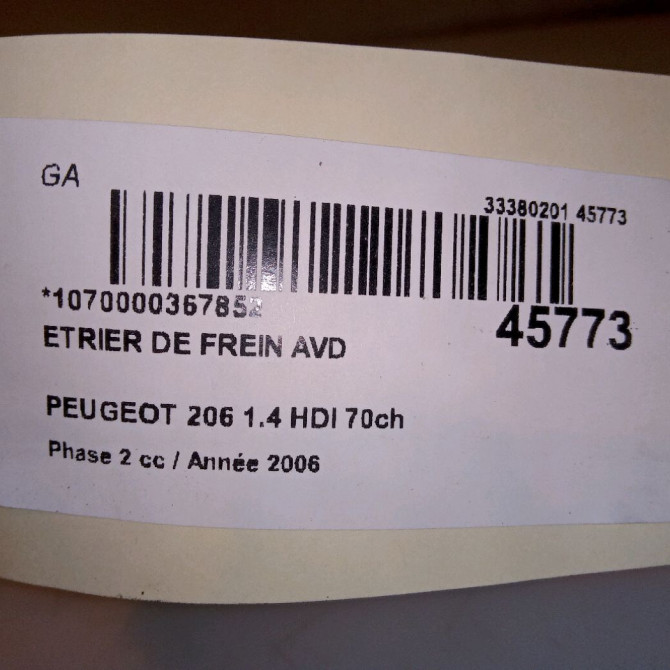 GA
33380201 45773
*1070000367852
45773
ETRIER DE FREIN AVD
PEUGEOT 206 1.4 HDI 70ch
Phase 2 cc / Année 2006